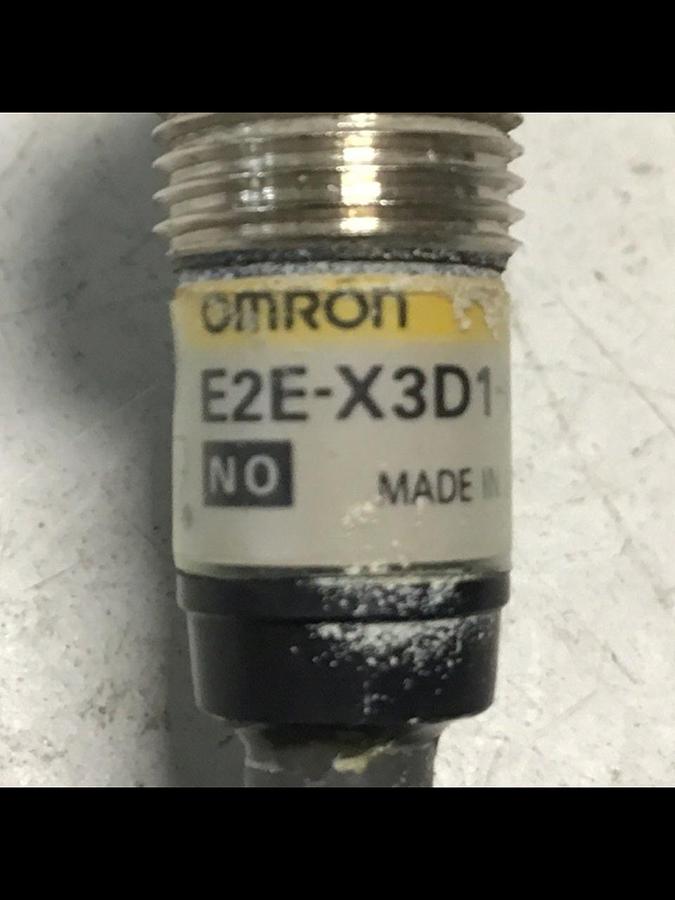 OMRON
E2E-X3D1-
NO
MADE IN